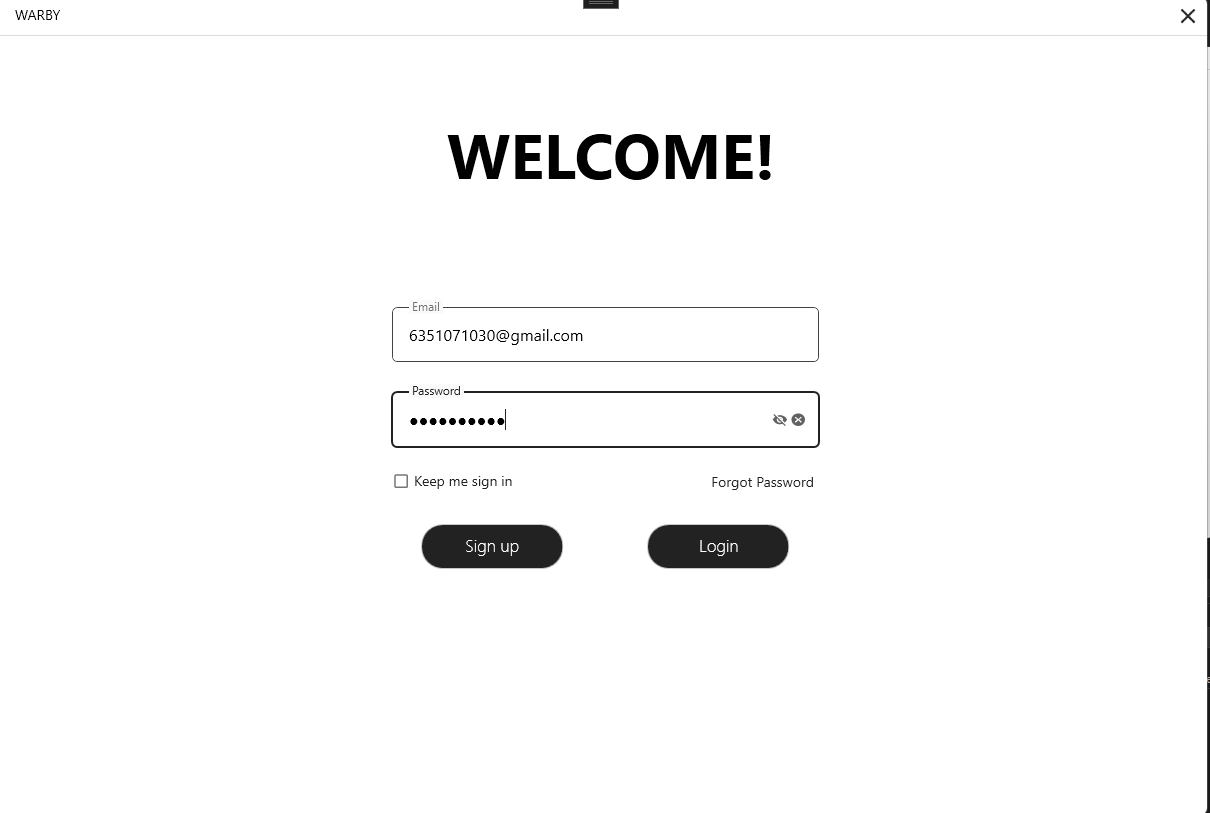 WARBY
WELCOME!
Email
6351071030@gmail.com
Password
●●●●●●●●●●
Keep me sign in
Forgot Password
Sign up
Login